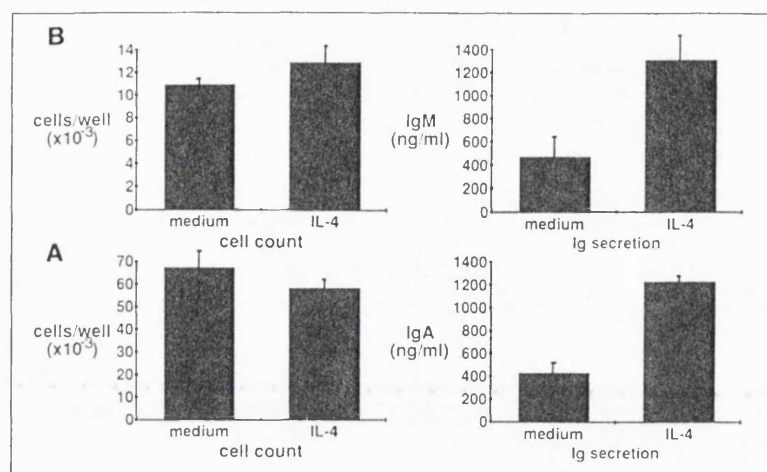 B
14
12
10
8
6
4
2
0
cells/well
(x10⁻³)
medium IL-4
cell count
1400
1200
1000
800
600
400
200
0
IgM
(ng/ml)
medium IL-4
Ig secretion
A
70
60
50
40
30
20
10
0
cells/well
(x10⁻³)
medium IL-4
cell count
1400
1200
1000
800
600
400
200
0
IgA
(ng/ml)
medium IL-4
Ig secretion